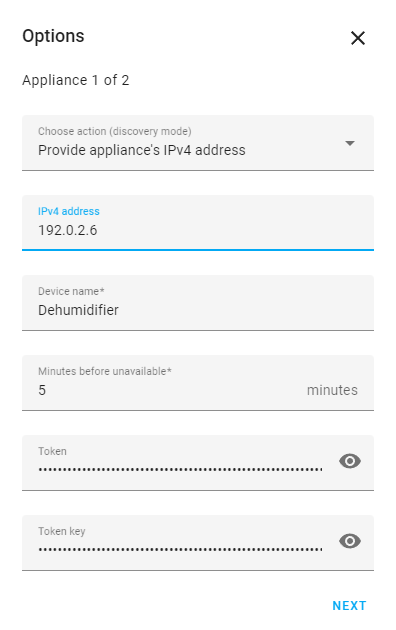 Options
Appliance 1 of 2
Choose action (discovery mode)
Provide appliance's IPv4 address
IPv4 address
192.0.2.6
Device name*
Dehumidifier
Minutes before unavailable*
5 minutes
Token
Token key
NEXT